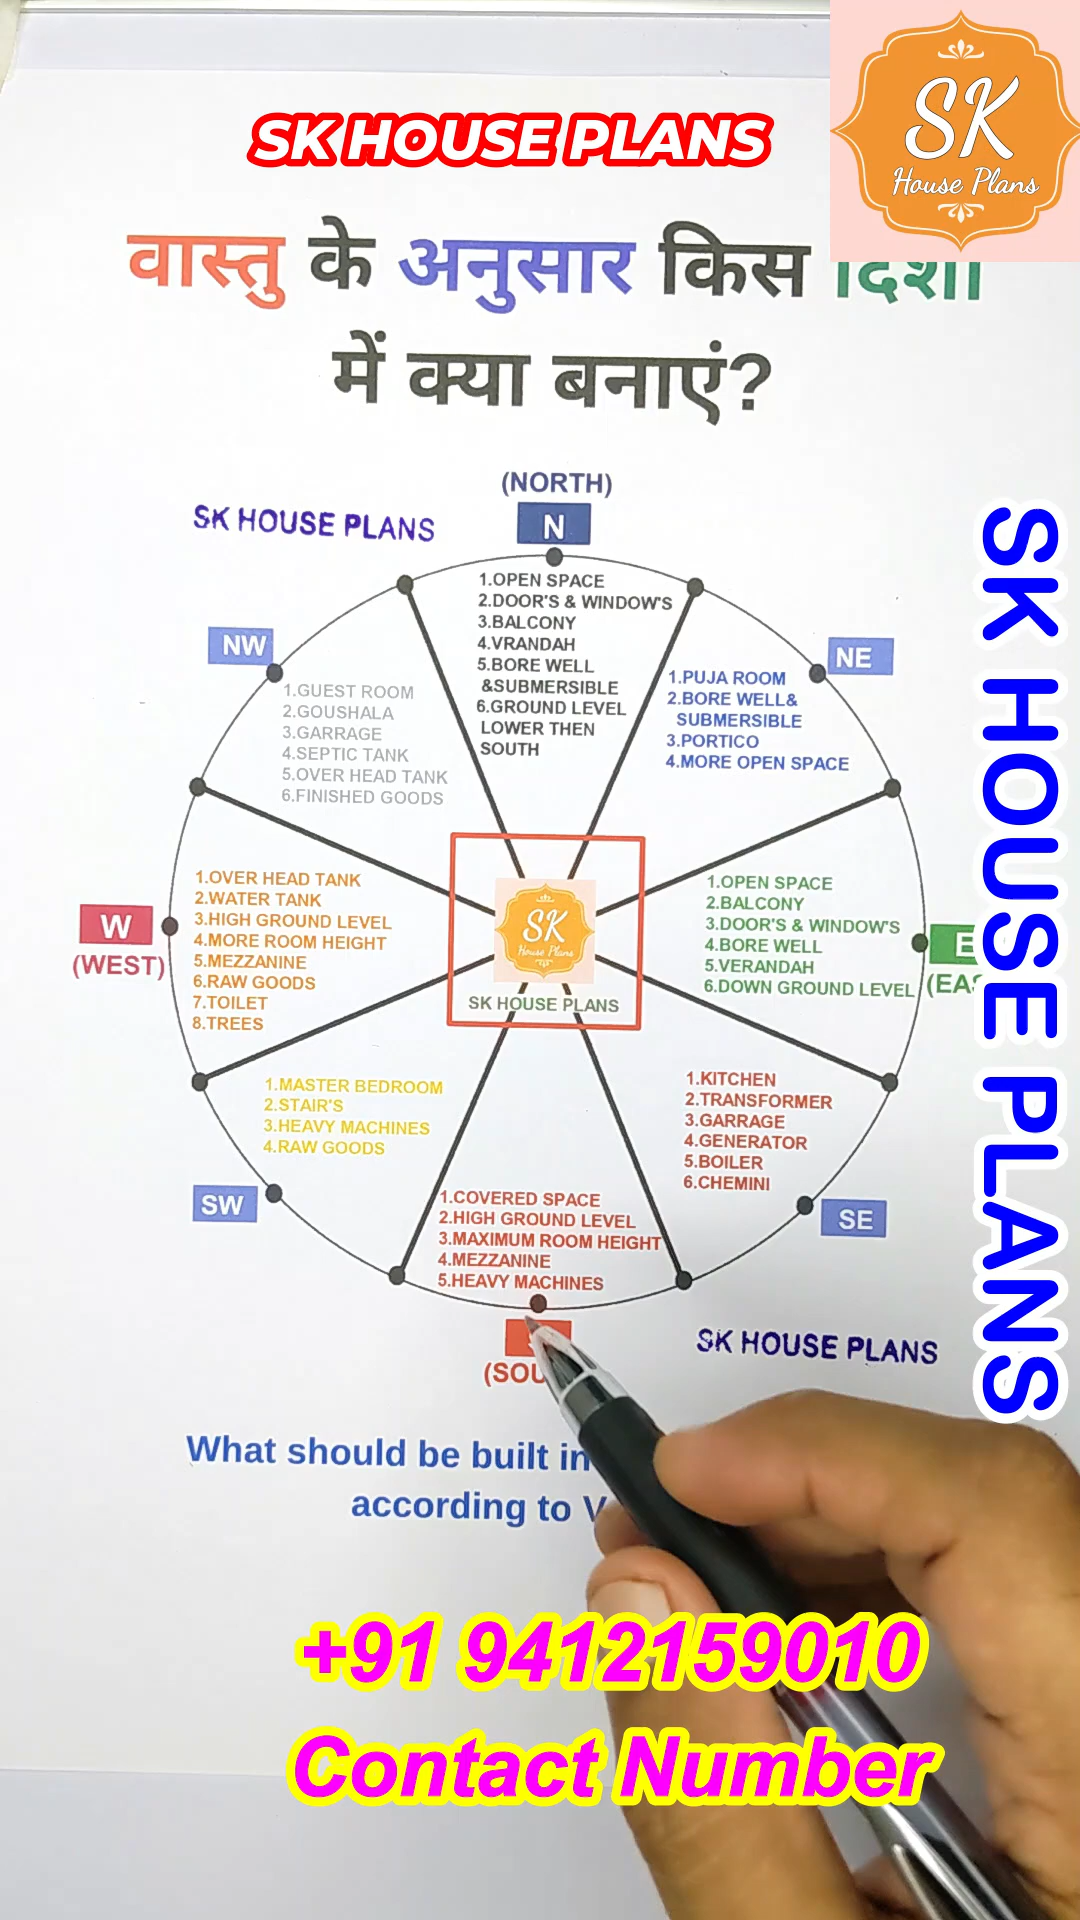 SK HOUSE PLANS
SK
House Plans
वास्तु के अनुसार किस दिशा
में क्या बनाएं?
(NORTH)
N
SK HOUSE PLANS
1.OPEN SPACE
2.DOOR'S & WINDOW'S
3.BALCONY
4.VRANDAH
5.BORE WELL
&SUBMERSIBLE
6.GROUND LEVEL
LOWER THEN
SOUTH
NW
1.GUEST ROOM
2.GOUSHALA
3.GARRAGE
4.SEPTIC TANK
5.OVER HEAD TANK
6.FINISHED GOODS
NE
1.PUJA ROOM
2.BORE WELL&
SUBMERSIBLE
3.PORTICO
4.MORE OPEN SPACE
W
(WEST)
1.OVER HEAD TANK
2.WATER TANK
3.HIGH GROUND LEVEL
4.MORE ROOM HEIGHT
5.MEZZANINE
6.RAW GOODS
7.TOILET
8.TREES
SK
House Plans
SK HOUSE PLANS
1.OPEN SPACE
2.BALCONY
3.DOOR'S & WINDOW'S
4.BORE WELL
5.VERANDAH
6.DOWN GROUND LEVEL
E
(EAS
SK HOUSE PLANS
1.MASTER BEDROOM
2.STAIR'S
3.HEAVY MACHINES
4.RAW GOODS
SW
1.KITCHEN
2.TRANSFORMER
3.GARRAGE
4.GENERATOR
5.BOILER
6.CHEMINI
SE
1.COVERED SPACE
2.HIGH GROUND LEVEL
3.MAXIMUM ROOM HEIGHT
4.MEZZANINE
5.HEAVY MACHINES
(SOU
SK HOUSE PLANS
What should be built in
according to V
+91 9412159010
Contact Number